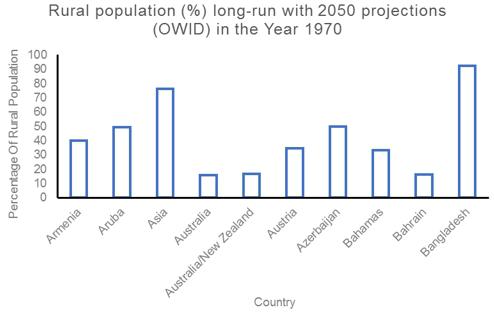 Rural population (%) long-run with 2050 projections
(OWID) in the Year 1970
Percentage Of Rural Population
100
90
80
70
60
50
40
30
20
10
0
Armenia
Aruba
Asia
Australia
Australia/New Zealand
Austria
Azerbaijan
Bahamas
Bahrain
Bangladesh
Country